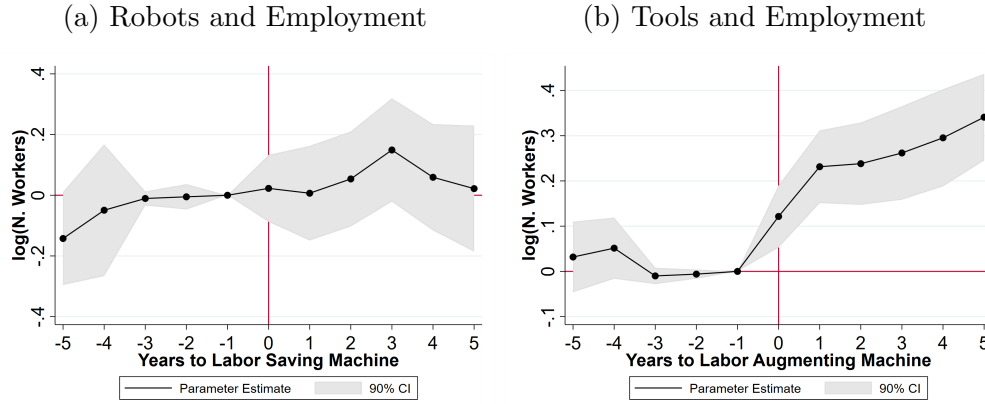 (a) Robots and Employment
(b) Tools and Employment
log(N. Workers)
.4
.2
0
-.2
-.4
-5 -4 -3 -2 -1 0 1 2 3 4 5
Years to Labor Saving Machine
Parameter Estimate 90% CI
log(N. Workers)
.4
.3
.2
.1
0
-.1
-5 -4 -3 -2 -1 0 1 2 3 4 5
Years to Labor Augmenting Machine
Parameter Estimate 90% CI